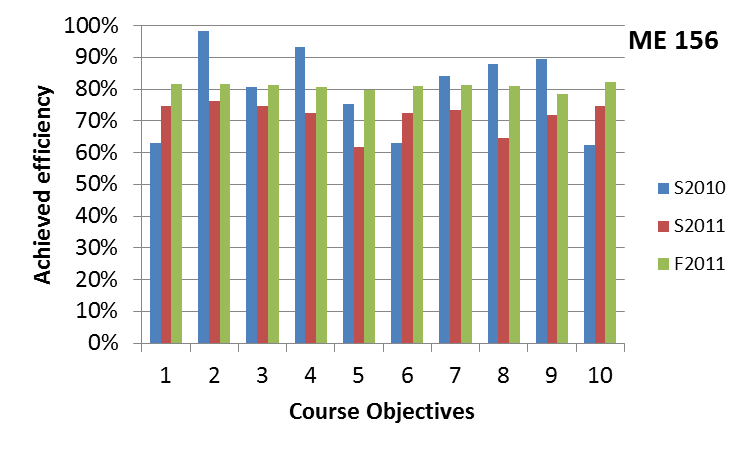 ME 156
100%
90%
80%
70%
60%
50%
40%
30%
20%
10%
0%
Achieved efficiency
1 2 3 4 5 6 7 8 9 10
Course Objectives
S2010
S2011
F2011